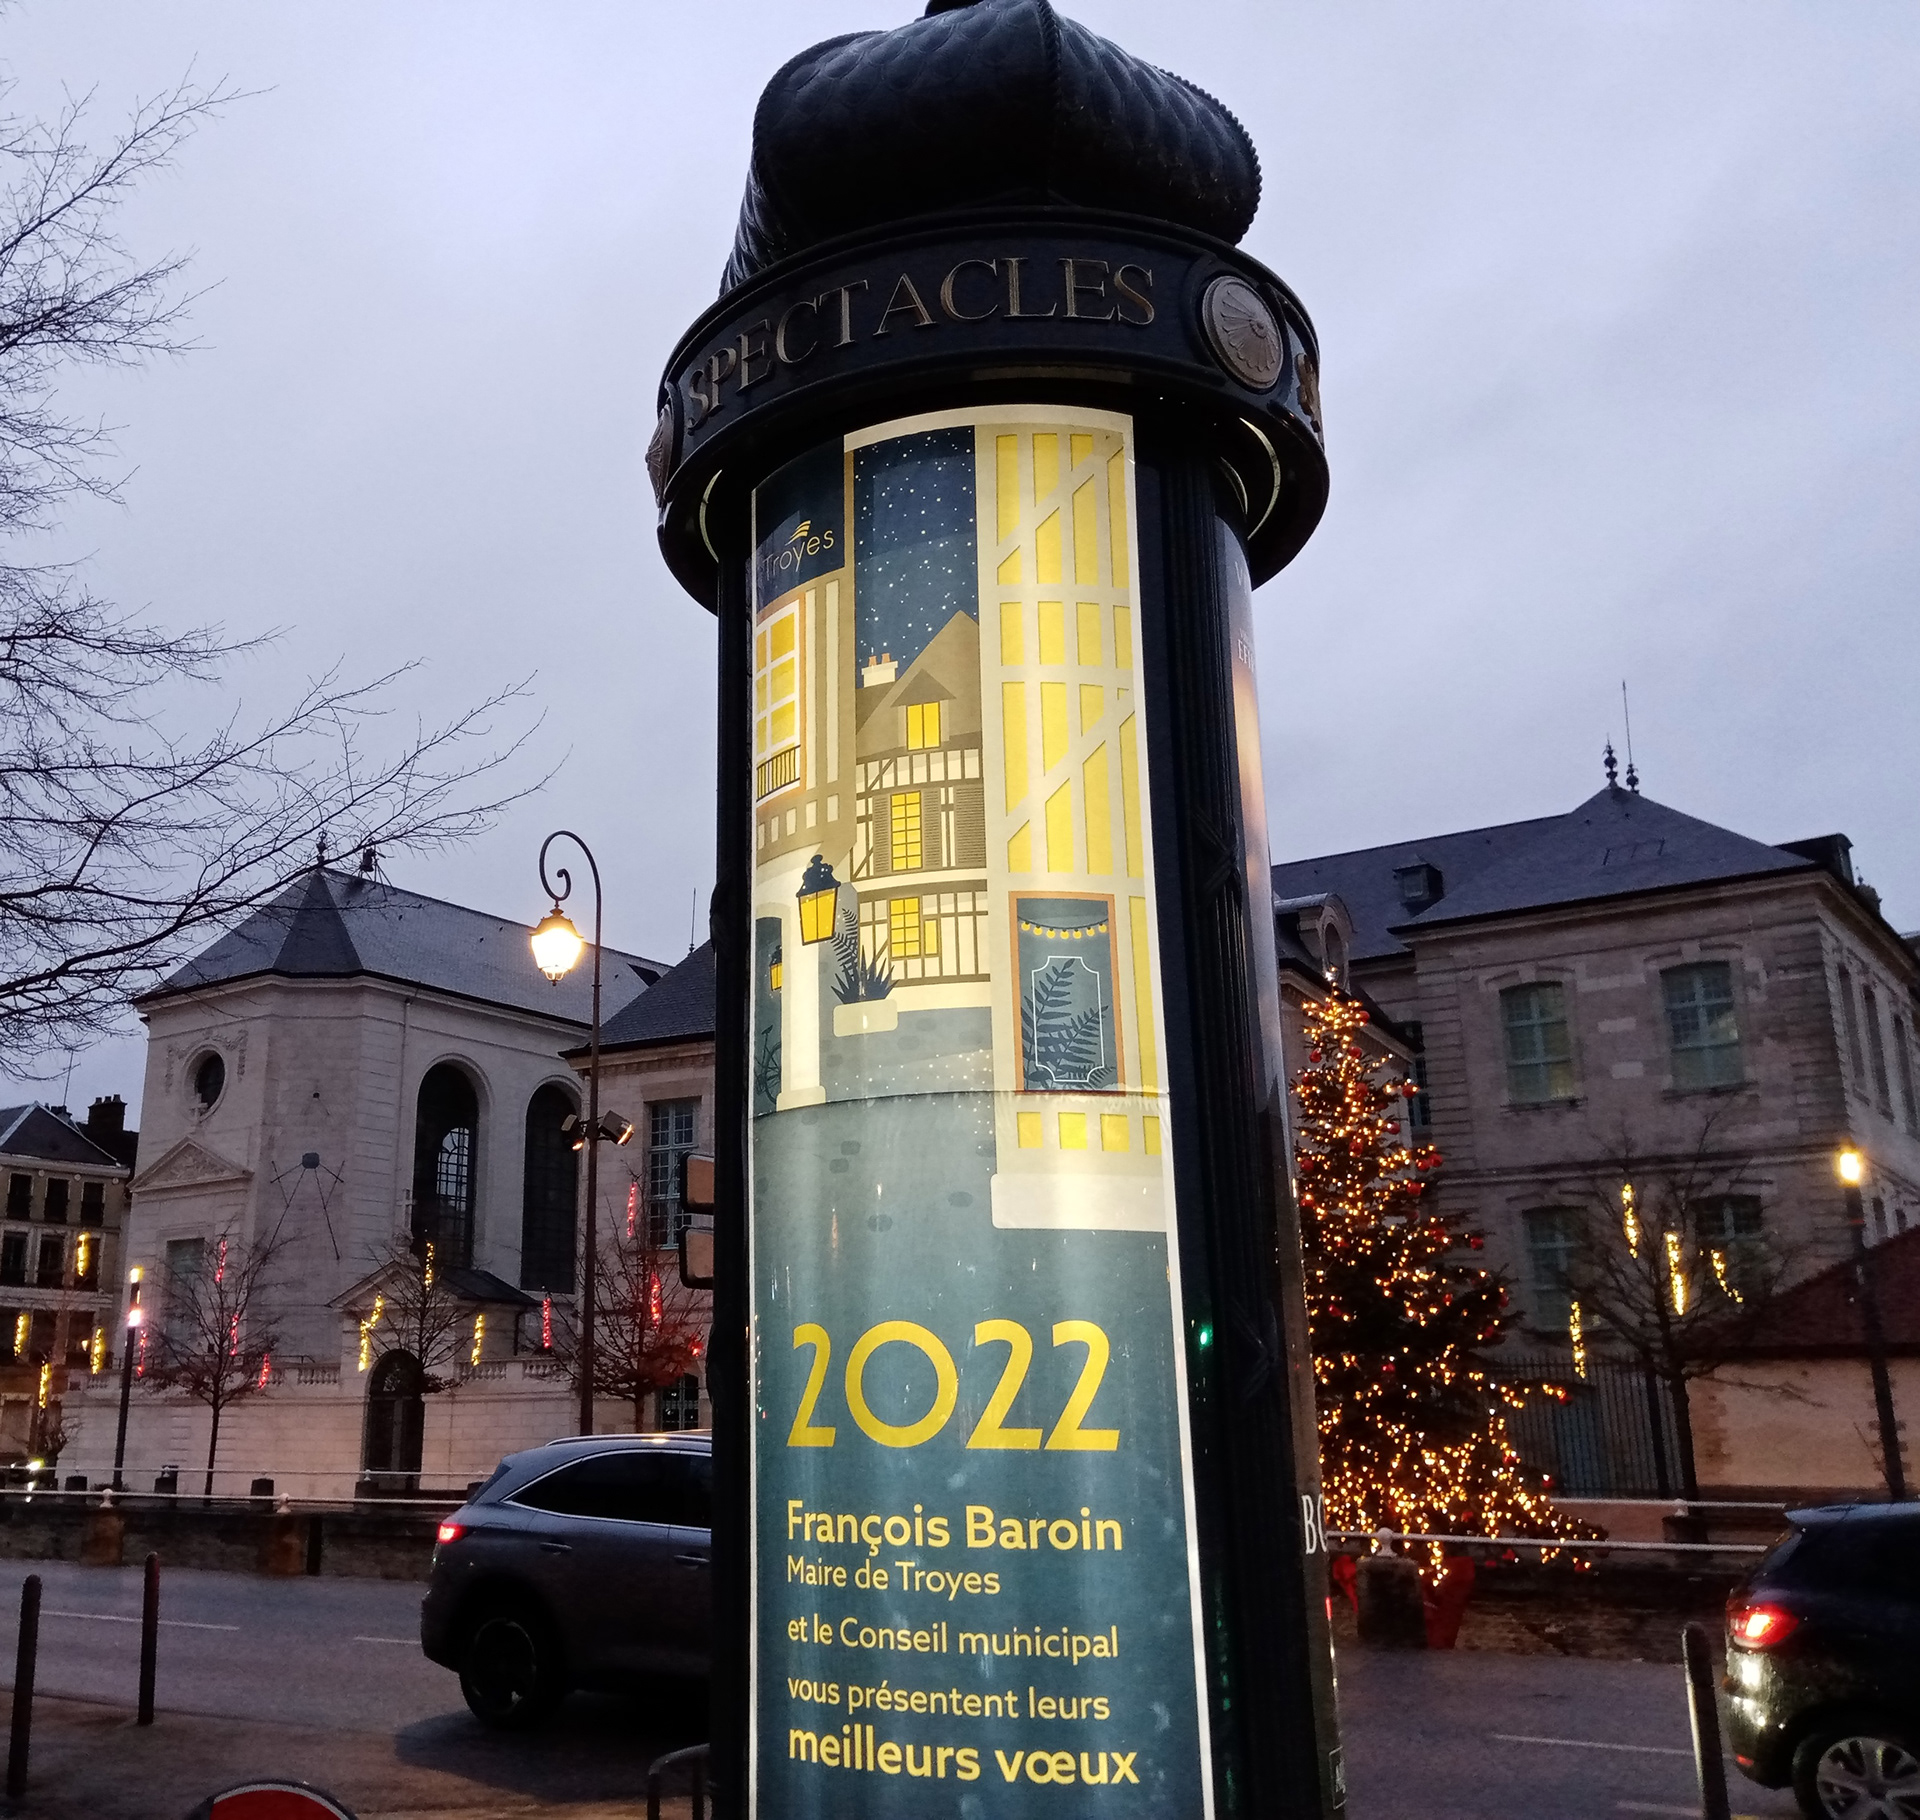 SPECTACLES
Troyes
2022
François Baroin
Maire de Troyes
et le Conseil municipal
vous présentent leurs
meilleurs vœux